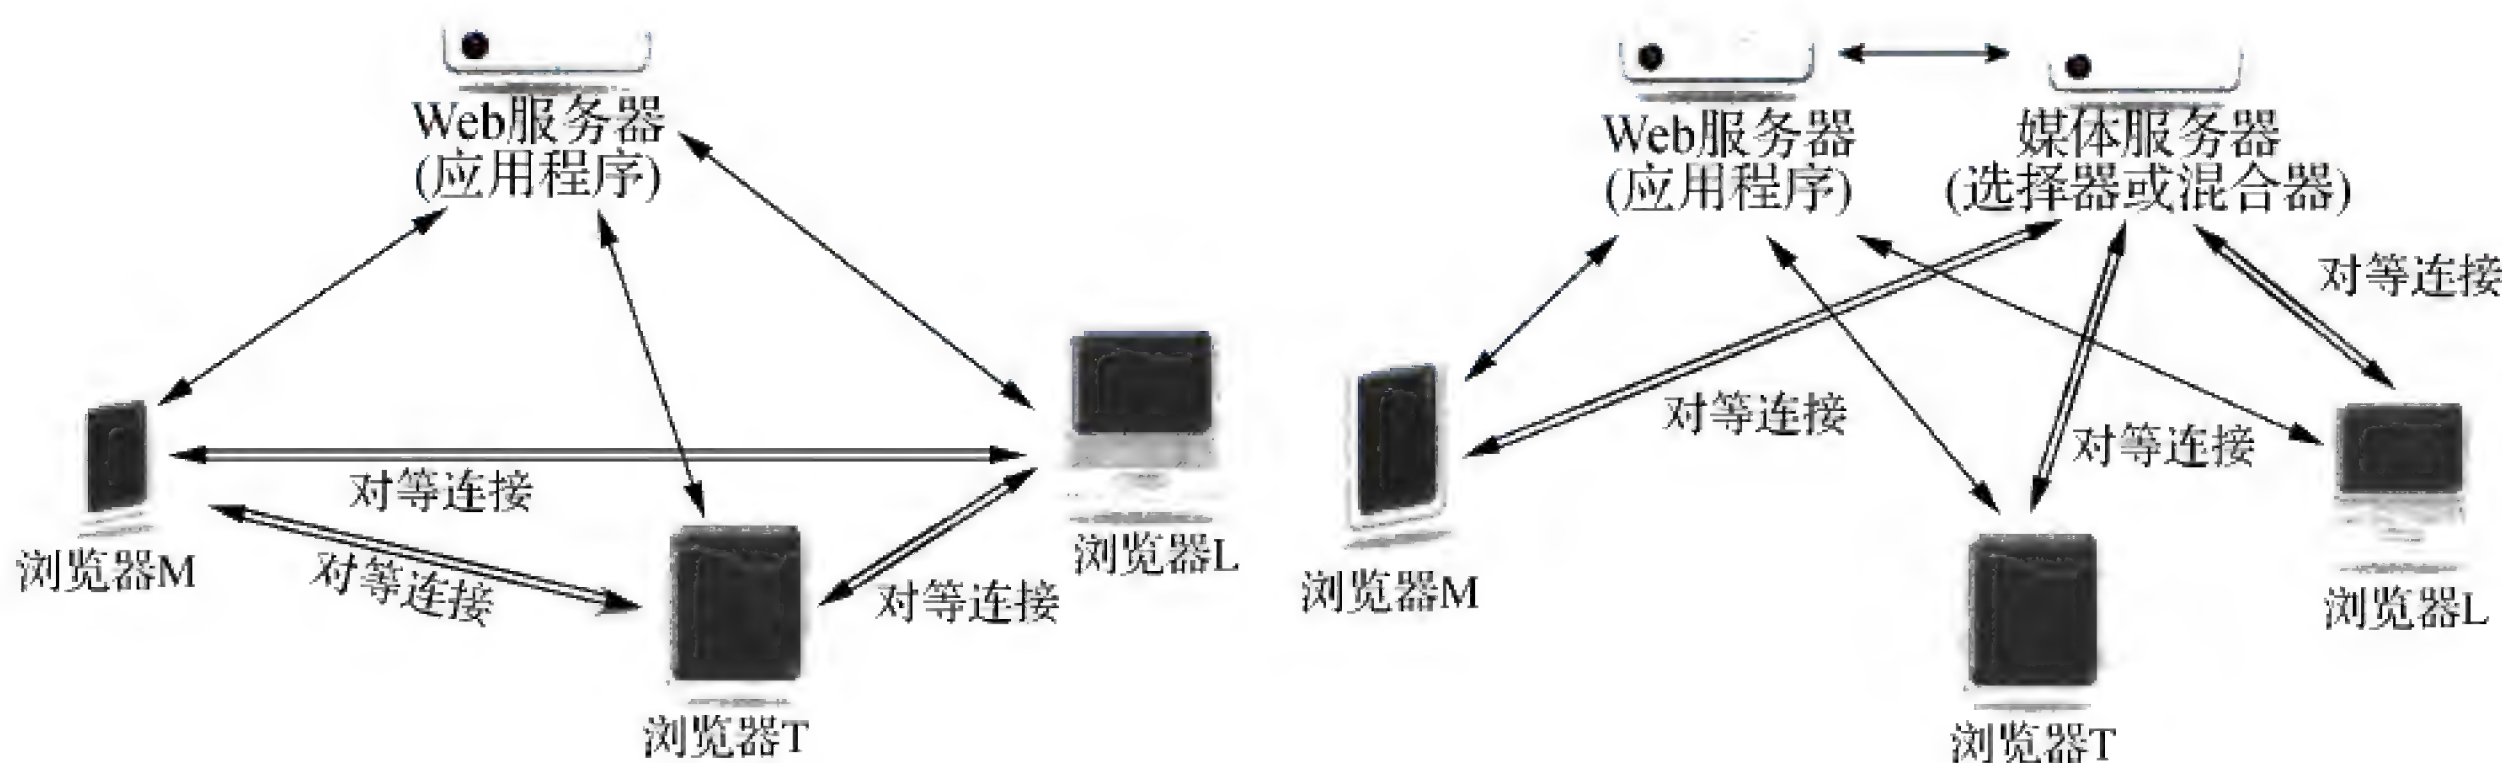 Web服务器
(应用程序)
对等连接
浏览器M
对等连接
浏览器L
对等连接
浏览器T
Web服务器
(应用程序)
媒体服务器
(选择器或混合器)
对等连接
对等连接
对等连接
浏览器M
浏览器L
浏览器T